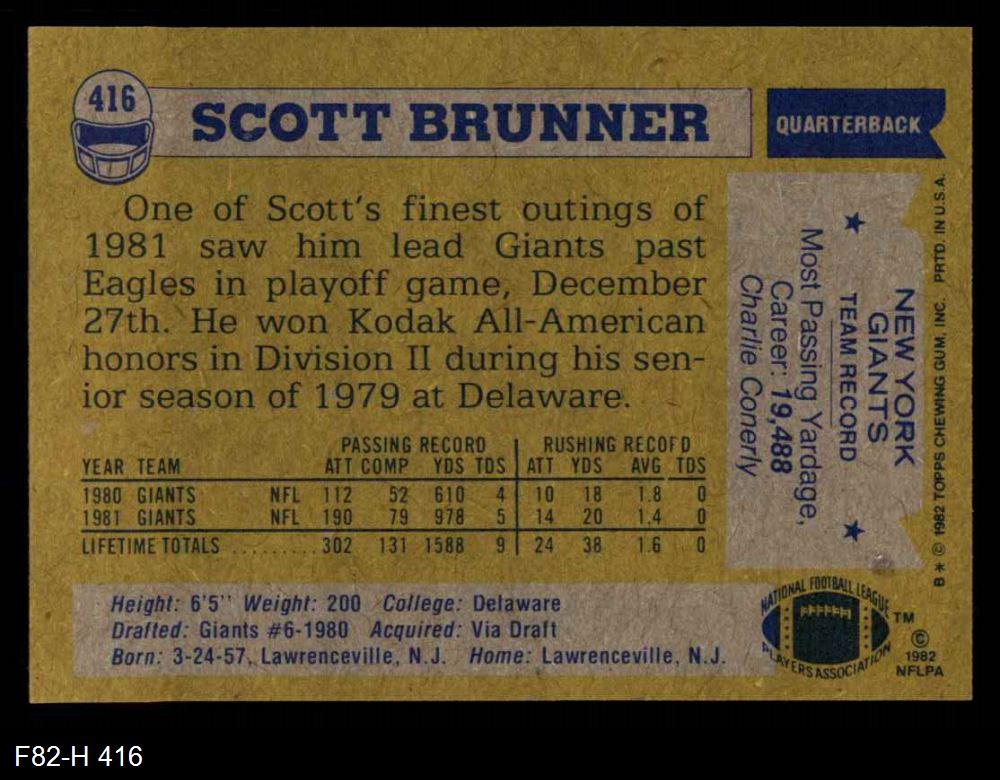 416
SCOTT BRUNNER
QUARTERBACK
One of Scott's finest outings of
1981 saw him lead Giants past
Eagles in playoff game, December
27th. He won Kodak All-American
honors in Division II during his sen-
ior season of 1979 at Delaware.
PASSING RECORD RUSHING RECORD
YEAR TEAM ATT COMP YDS TDS ATT YDS AVG TDS
1980 GIANTS NFL 112 52 610 4 10 18 1.8 0
1981 GIANTS NFL 190 79 978 5 14 20 1.4 0
LIFETIME TOTALS .......... 302 131 1588 9 24 38 1.6 0
Height: 6'5" Weight: 200 College: Delaware
Drafted: Giants #6-1980 Acquired: Via Draft
Born: 3-24-57, Lawrenceville, N.J. Home: Lawrenceville, N.J.
NEW YORK
GIANTS
TEAM RECORD
Most Passing Yardage,
Career: 19,488
Charlie Conerly
B * © 1982 TOPPS CHEWING GUM, INC. PRTD. IN U.S.A.
NATIONAL FOOTBALL LEAGUE
PLAYERS ASSOCIATION
TM
©
1982
NFLPA
F82-H 416